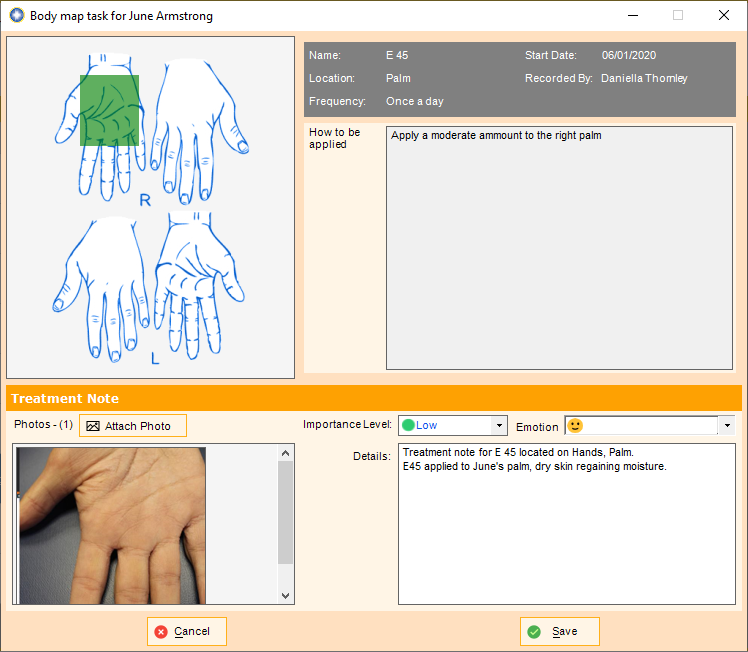 Body map task for June Armstrong
Name: E 45 Start Date: 06/01/2020
Location: Palm Recorded By: Daniella Thornley
Frequency: Once a day
How to be
applied
Apply a moderate ammount to the right palm
R
L
Treatment Note
Photos - (1) Attach Photo Importance Level: Low Emotion
Details:
Treatment note for E 45 located on Hands, Palm.
E45 applied to June's palm, dry skin regaining moisture.
Cancel Save